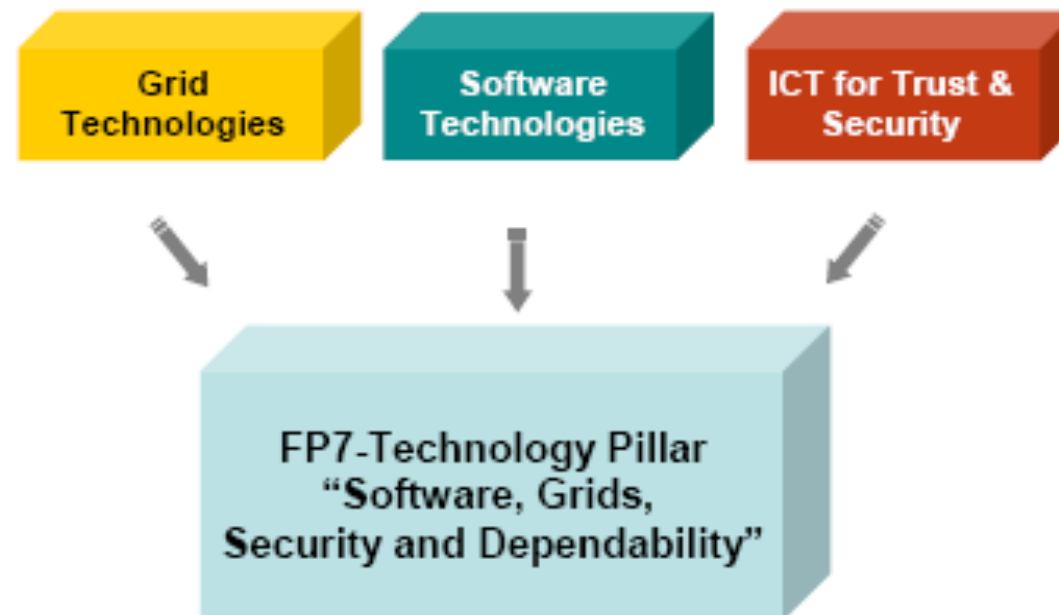 Grid
Technologies
Software
Technologies
ICT for Trust &
Security
FP7-Technology Pillar
“Software, Grids,
Security and Dependability”